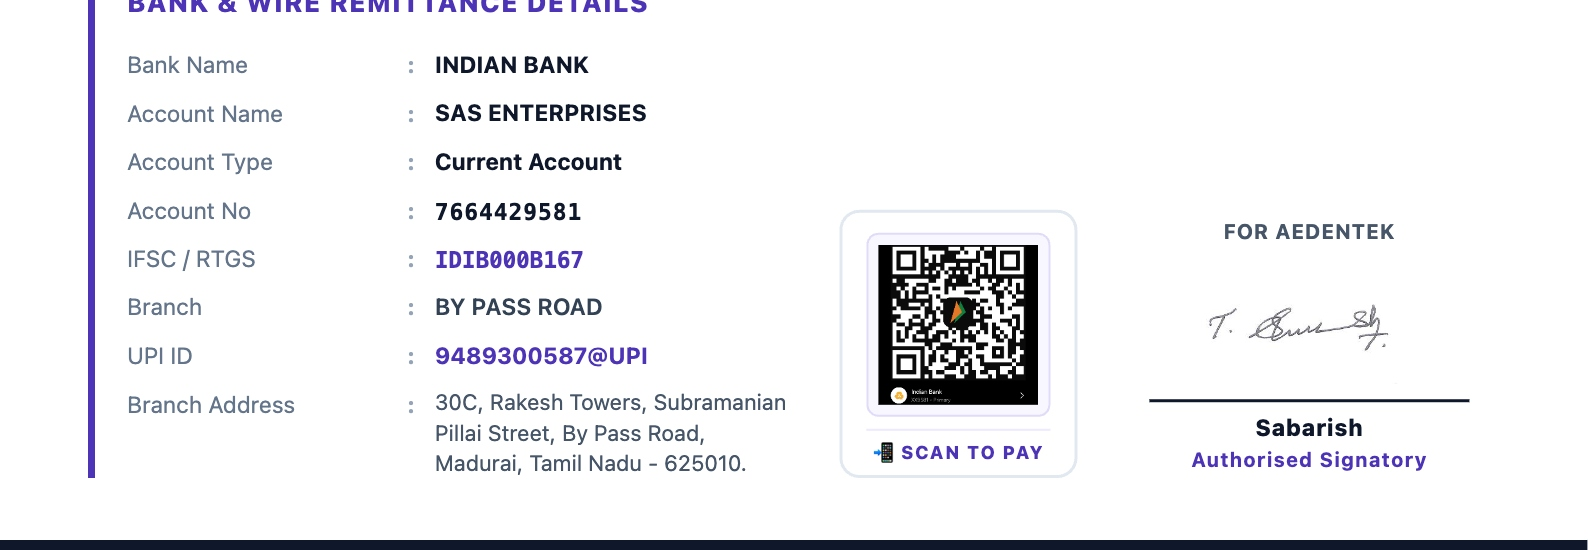 BANK & WIRE REMITTANCE DETAILS
Bank Name : INDIAN BANK
Account Name : SAS ENTERPRISES
Account Type : Current Account
Account No : 7664429581
IFSC / RTGS : IDIB000B167
Branch : BY PASS ROAD
UPI ID : 9489300587@UPI
Branch Address : 30C, Rakesh Towers, Subramanian
Pillai Street, By Pass Road,
Madurai, Tamil Nadu - 625010.
Indian Bank
SCAN TO PAY
FOR AEDENTEK
Sabarish
Authorised Signatory